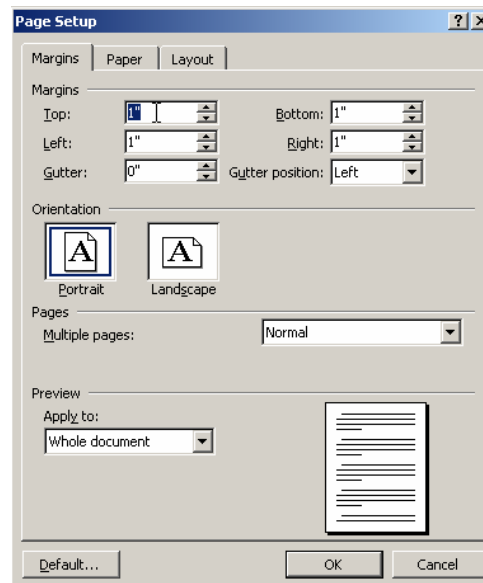 Page Setup ? X
Margins Paper Layout
Margins
Top: 1" Bottom: 1"
Left: 1" Right: 1"
Gutter: 0" Gutter position: Left
Orientation
A A
Portrait Landscape
Pages
Multiple pages: Normal
Preview
Apply to:
Whole document
Default... OK Cancel